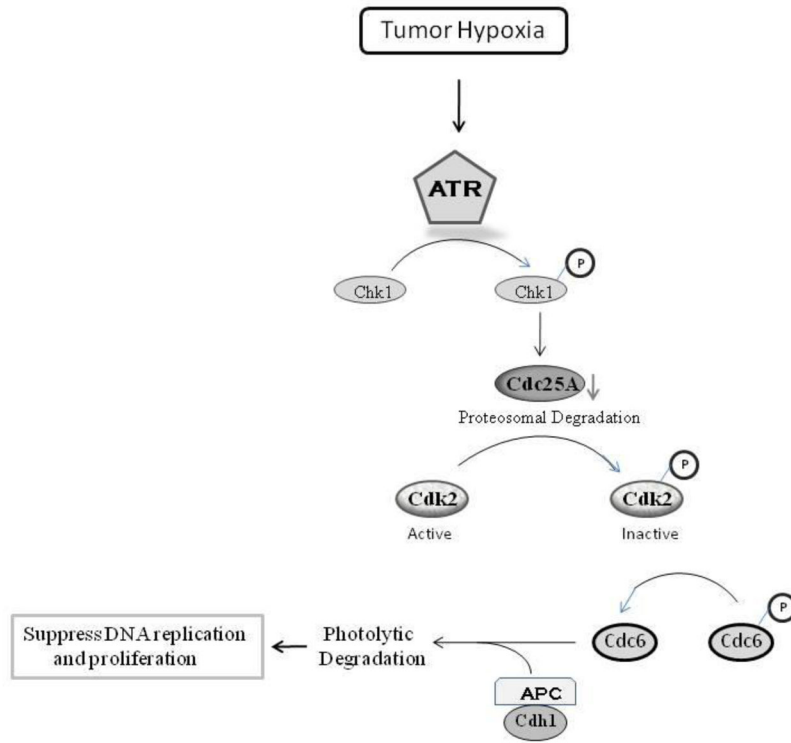 Tumor Hypoxia
ATR
P
Chk1
Chk1
Cdc25A
Proteosomal Degradation
P
Cdk2
Cdk2
Active
Inactive
P
Cdc6
Cdc6
Suppress DNA replication
and proliferation
Photolytic
Degradation
APC
Cdh1